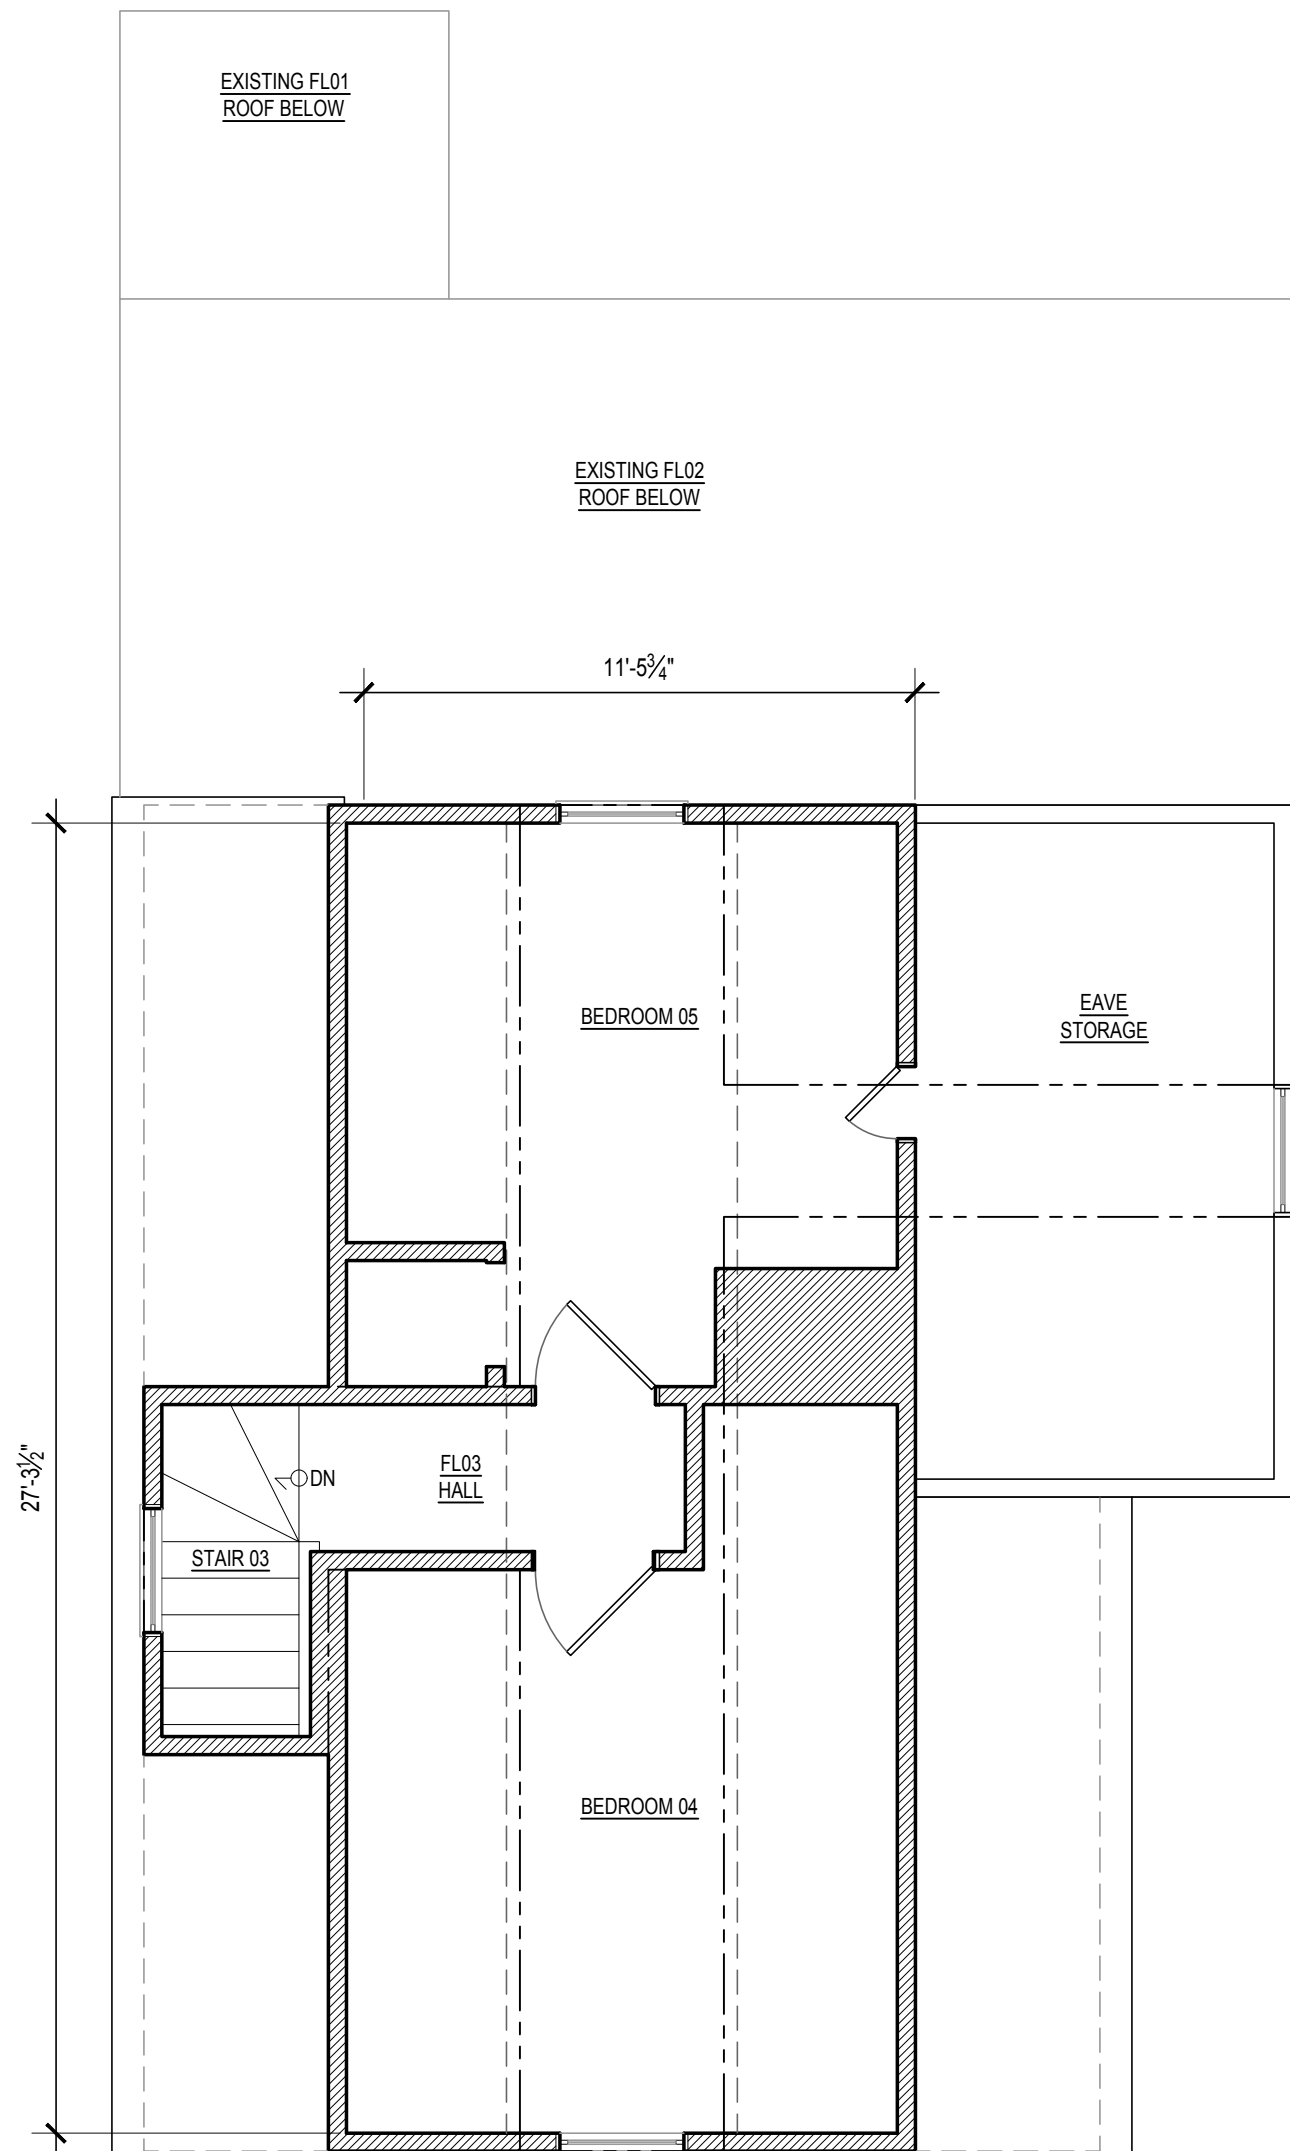 EXISTING FL01
ROOF BELOW
EXISTING FL02
ROOF BELOW
11'-5¾"
BEDROOM 05
EAVE
STORAGE
27'-3½"
FL03
HALL
DN
STAIR 03
BEDROOM 04